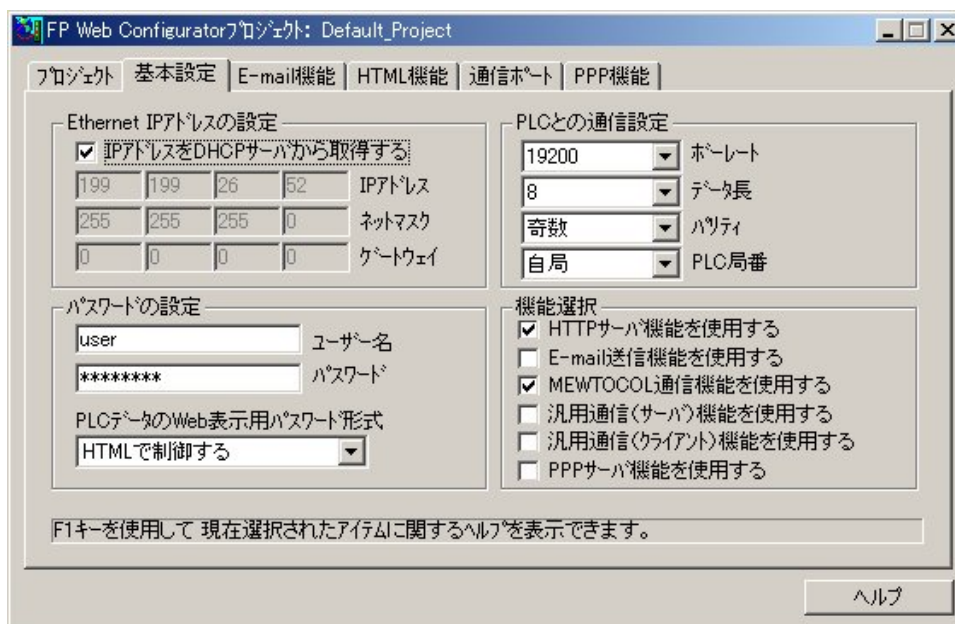 FP Web Configuratorﾌﾟﾛｼﾞｪｸﾄ: Default_Project
ﾌﾟﾛｼﾞｪｸﾄ 基本設定 E-mail機能 HTML機能 通信ﾎﾟｰﾄ PPP機能
Ethernet IPｱﾄﾞﾚｽの設定
IPｱﾄﾞﾚｽをDHCPｻｰﾊﾞから取得する
199 199 26 52 IPｱﾄﾞﾚｽ
255 255 255 0 ﾈｯﾄﾏｽｸ
0 0 0 0 ｹﾞｰﾄｳｪｲ
PLCとの通信設定
19200 ﾎﾞｰﾚｰﾄ
8 ﾃﾞｰﾀ長
奇数 ﾊﾟﾘﾃｨ
自局 PLC局番
ﾊﾟｽﾜｰﾄﾞの設定
user ﾕｰｻﾞｰ名
******** ﾊﾟｽﾜｰﾄﾞ
PLCﾃﾞｰﾀのWeb表示用ﾊﾟｽﾜｰﾄﾞ形式
HTMLで制御する
機能選択
HTTPｻｰﾊﾞ機能を使用する
E-mail送信機能を使用する
MEWTOCOL通信機能を使用する
汎用通信(ｻｰﾊﾞ)機能を使用する
汎用通信(ｸﾗｲｱﾝﾄ)機能を使用する
PPPｻｰﾊﾞ機能を使用する
F1ｷｰを使用して 現在選択されたｱｲﾃﾑに関するﾍﾙﾌﾟを表示できます。
ヘルプ